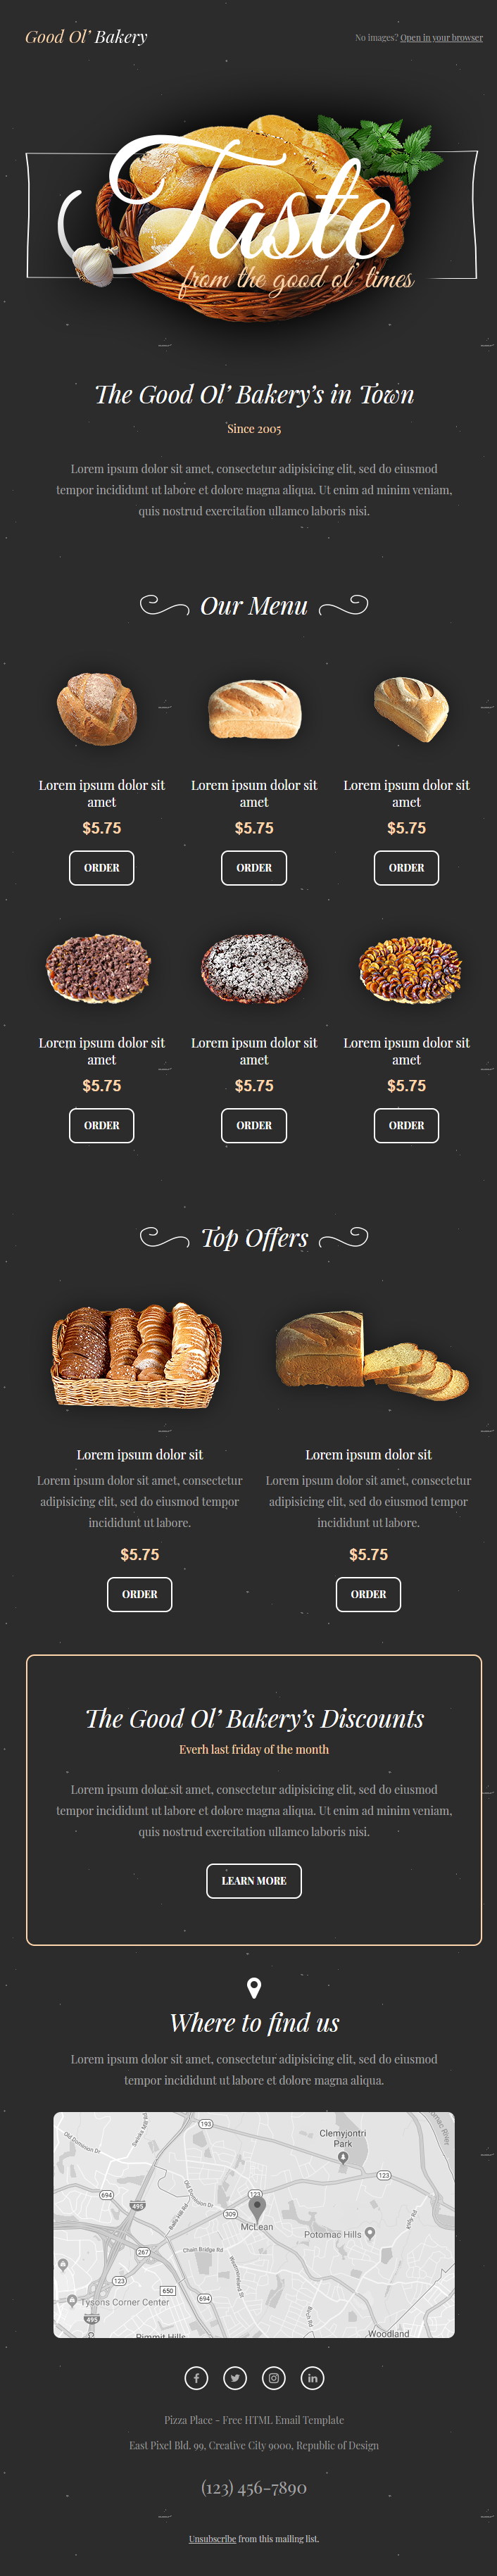 Good Ol’ Bakery
No images? Open in your browser
Taste
from the good ol’ times
The Good Ol’ Bakery’s in Town
Since 2005
Lorem ipsum dolor sit amet, consectetur adipisicing elit, sed do eiusmod
tempor incididunt ut labore et dolore magna aliqua. Ut enim ad minim veniam,
quis nostrud exercitation ullamco laboris nisi.
Our Menu
Lorem ipsum dolor sit
amet
$5.75
ORDER
Lorem ipsum dolor sit
amet
$5.75
ORDER
Lorem ipsum dolor sit
amet
$5.75
ORDER
Lorem ipsum dolor sit
amet
$5.75
ORDER
Lorem ipsum dolor sit
amet
$5.75
ORDER
Lorem ipsum dolor sit
amet
$5.75
ORDER
Top Offers
Lorem ipsum dolor sit
Lorem ipsum dolor sit amet, consectetur
adipisicing elit, sed do eiusmod tempor
incididunt ut labore.
$5.75
ORDER
Lorem ipsum dolor sit
Lorem ipsum dolor sit amet, consectetur
adipisicing elit, sed do eiusmod tempor
incididunt ut labore.
$5.75
ORDER
The Good Ol’ Bakery’s Discounts
Everh last friday of the month
Lorem ipsum dolor sit amet, consectetur adipisicing elit, sed do eiusmod
tempor incididunt ut labore et dolore magna aliqua. Ut enim ad minim veniam,
quis nostrud exercitation ullamco laboris nisi.
LEARN MORE
Where to find us
Lorem ipsum dolor sit amet, consectetur adipisicing elit, sed do eiusmod
tempor incididunt ut labore et dolore magna aliqua.
193
Clemyjontri
Park
Old Dominion Dr
123
694
495
Old Dominion Dr
123
309
McLean
Potomac Hills
Chain Bridge Rd
267
123
650
694
Tysons Corner Center
495
Pimmit Hills
Woodland
Pizza Place - Free HTML Email Template
East Pixel Bld. 99, Creative City 9000, Republic of Design
(123) 456-7890
Unsubscribe from this mailing list.